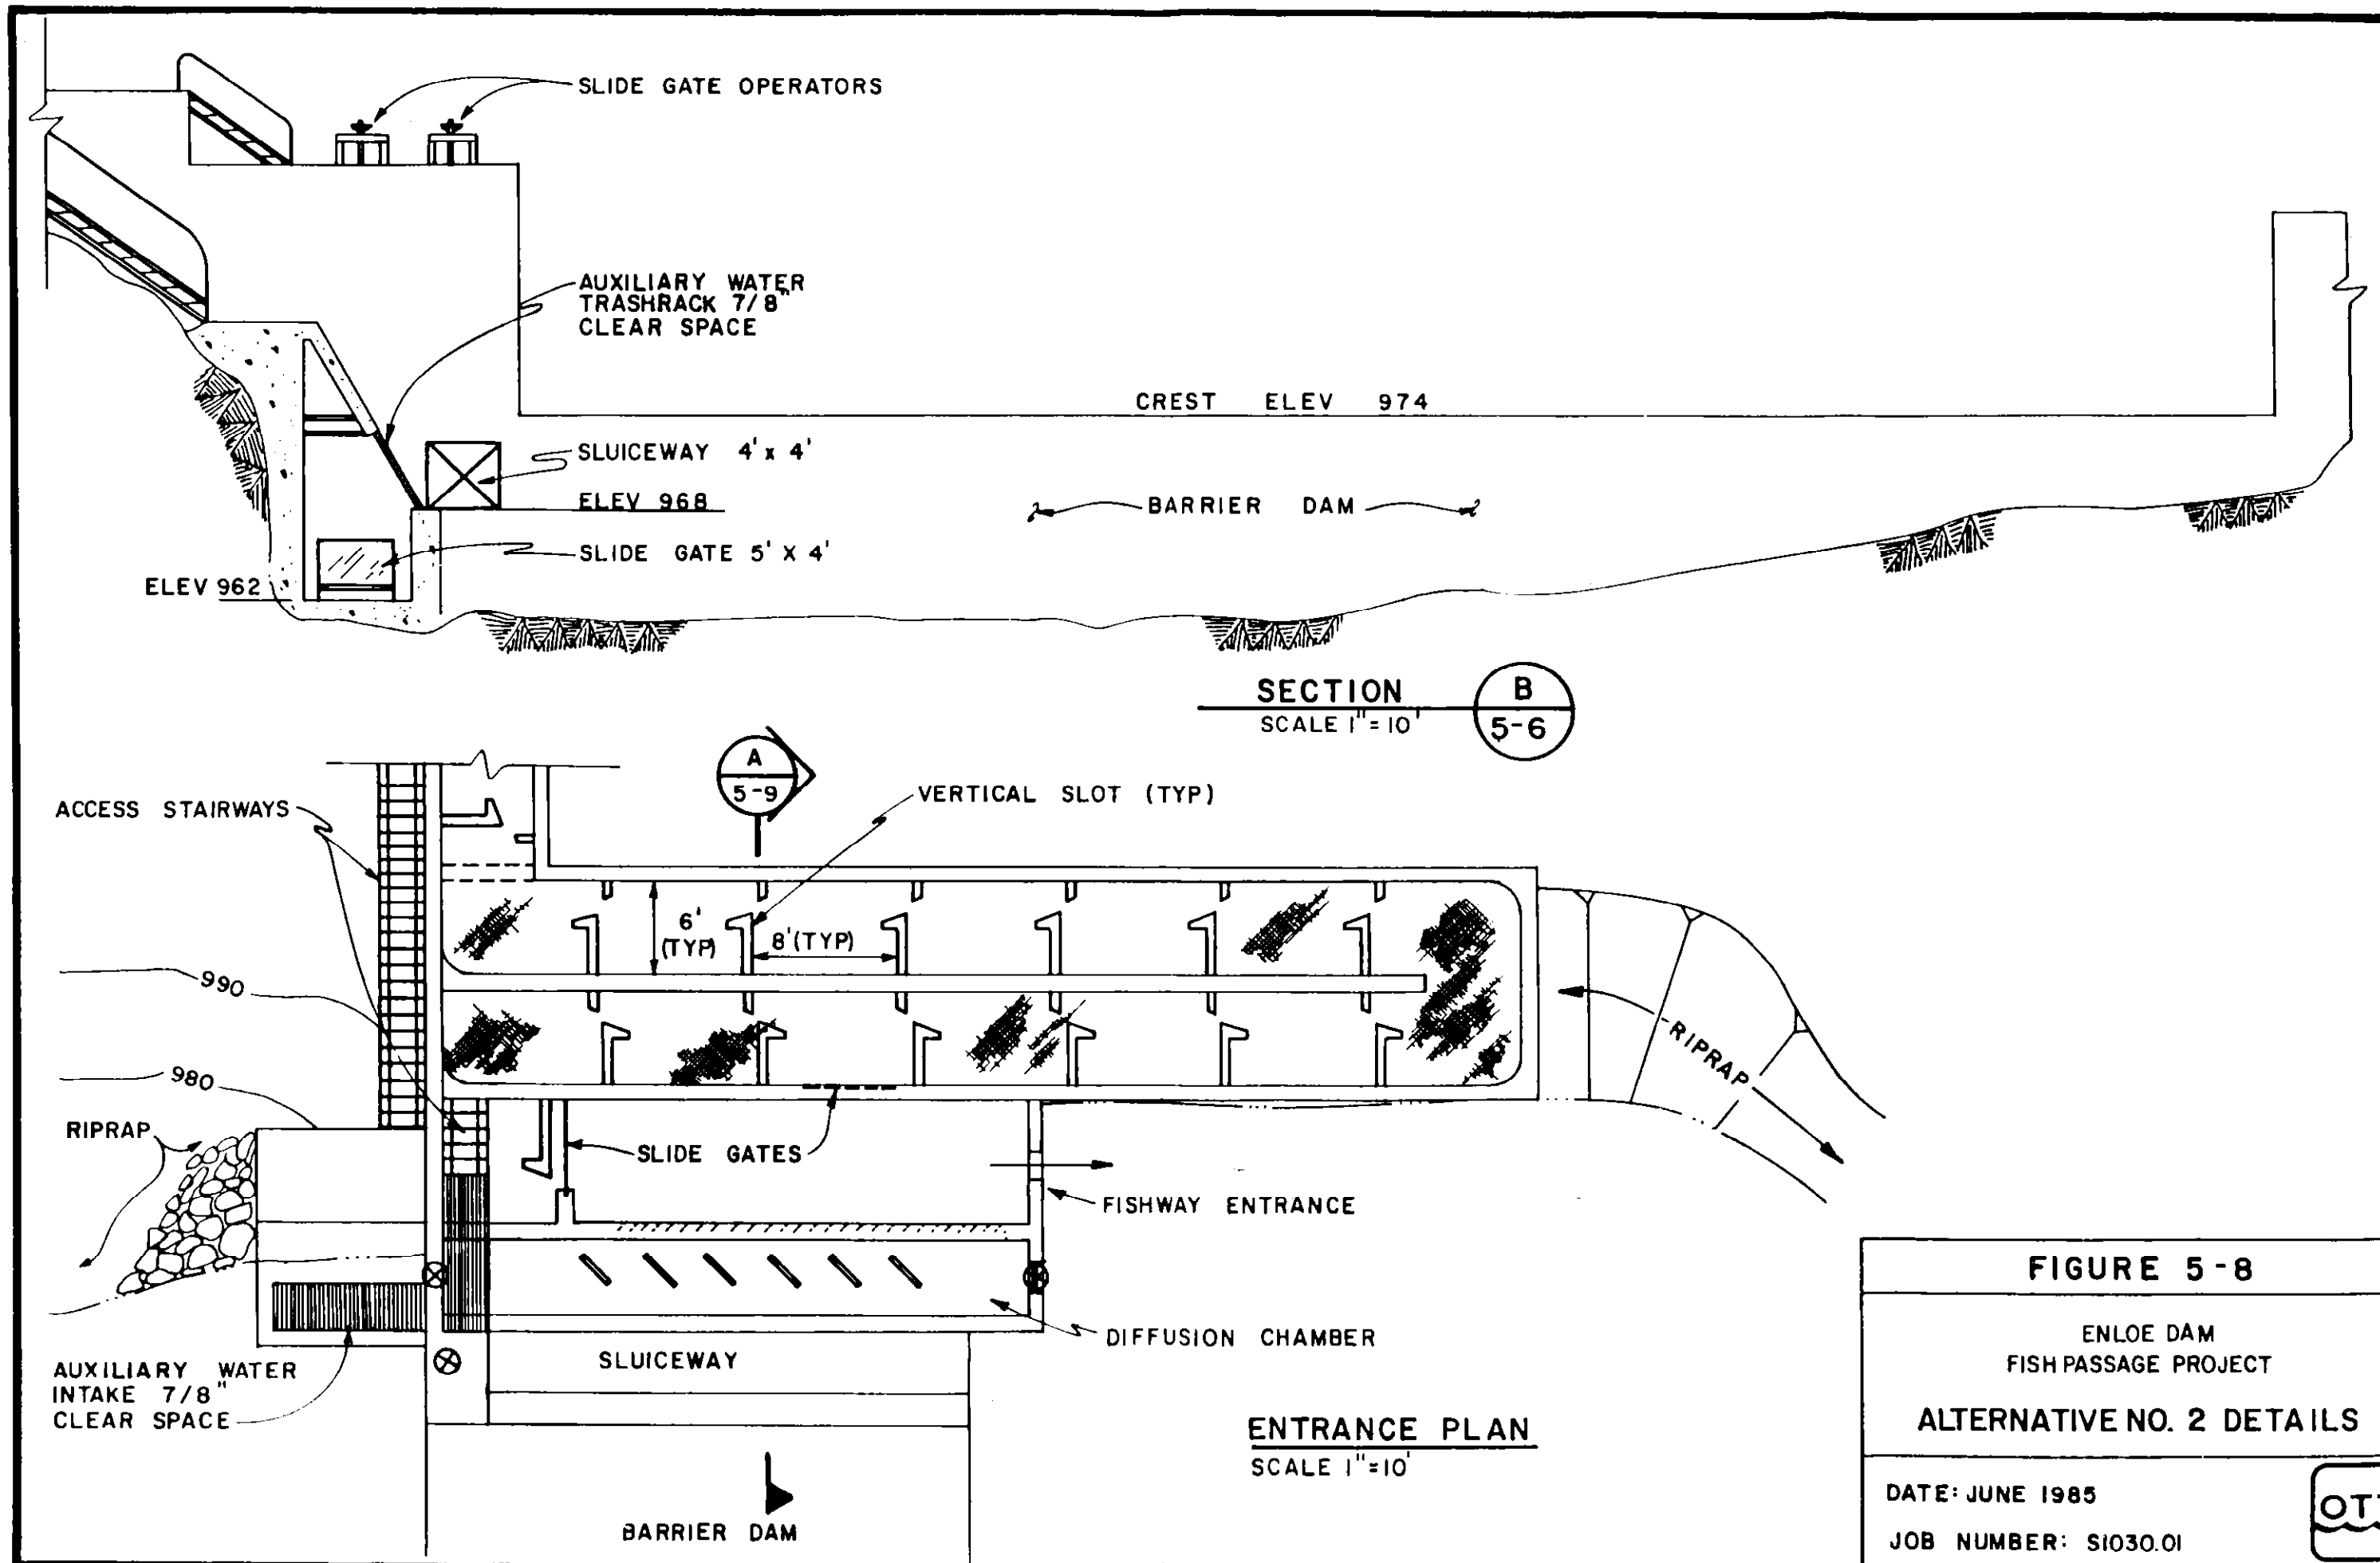 SLIDE GATE OPERATORS
AUXILIARY WATER
TRASHRACK 7/8"
CLEAR SPACE
CREST ELEV 974
SLUICEWAY 4' x 4'
ELEV 968
BARRIER DAM
SLIDE GATE 5' X 4'
ELEV 962
SECTION
SCALE 1"=10'
B
5-6
A
5-9
ACCESS STAIRWAYS
VERTICAL SLOT (TYP)
6'
(TYP)
8'(TYP)
990
980
RIPRAP
RIPRAP
SLIDE GATES
FISHWAY ENTRANCE
DIFFUSION CHAMBER
SLUICEWAY
AUXILIARY WATER
INTAKE 7/8"
CLEAR SPACE
ENTRANCE PLAN
SCALE 1"=10'
BARRIER DAM
FIGURE 5-8
ENLOE DAM
FISH PASSAGE PROJECT
ALTERNATIVE NO. 2 DETAILS
DATE: JUNE 1985
JOB NUMBER: S1030.01